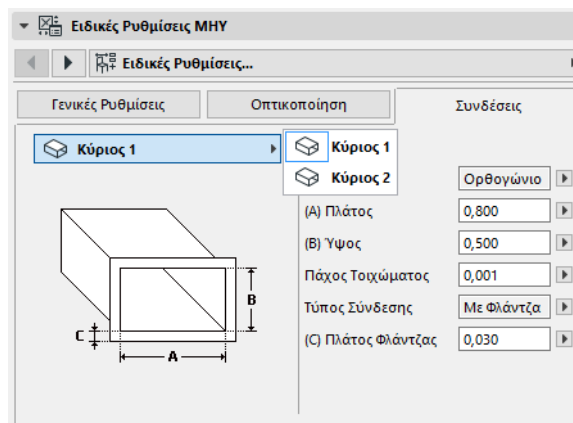 Ειδικές Ρυθμίσεις ΜΗΥ
Ειδικές Ρυθμίσεις...
Γενικές Ρυθμίσεις
Οπτικοποίηση
Συνδέσεις
Κύριος 1
Κύριος 1
Κύριος 2
Ορθογώνιο
(Α) Πλάτος 0,800
(Β) Ύψος 0,500
Πάχος Τοιχώματος 0,001
Τύπος Σύνδεσης Με Φλάντζα
(C) Πλάτος Φλάντζας 0,030
B
C
A